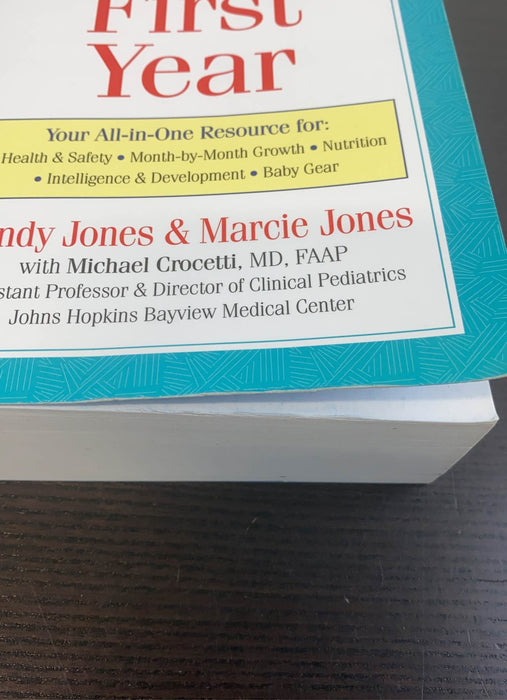 First
Year
Your All-in-One Resource for:
Health & Safety • Month-by-Month Growth • Nutrition
• Intelligence & Development • Baby Gear
ndy Jones & Marcie Jones
with Michael Crocetti, MD, FAAP
stant Professor & Director of Clinical Pediatrics
Johns Hopkins Bayview Medical Center